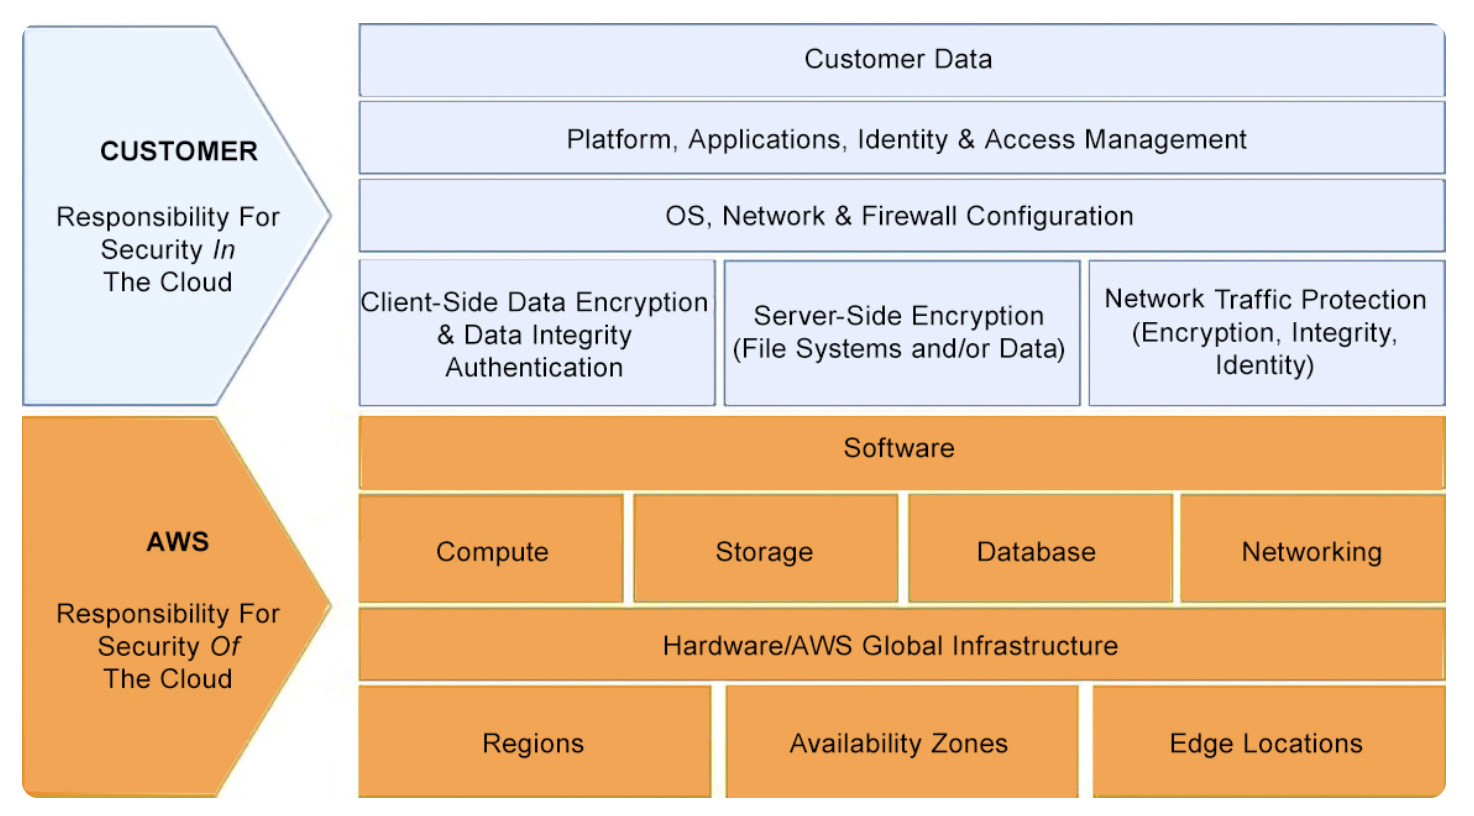 CUSTOMER
Responsibility For
Security In
The Cloud
Customer Data
Platform, Applications, Identity & Access Management
OS, Network & Firewall Configuration
Client-Side Data Encryption
& Data Integrity
Authentication
Server-Side Encryption
(File Systems and/or Data)
Network Traffic Protection
(Encryption, Integrity,
Identity)
AWS
Responsibility For
Security Of
The Cloud
Software
Compute
Storage
Database
Networking
Hardware/AWS Global Infrastructure
Regions
Availability Zones
Edge Locations